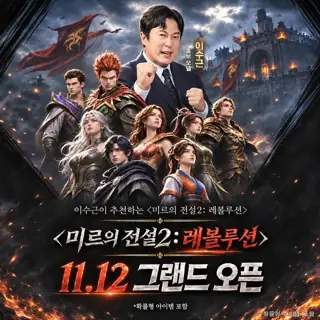 이수근
이수근이 추천하는 <미르의 전설2: 레볼루션>
<미르의 전설2: 레볼루션>
11.12 그랜드 오픈
*확률형 아이템 포함